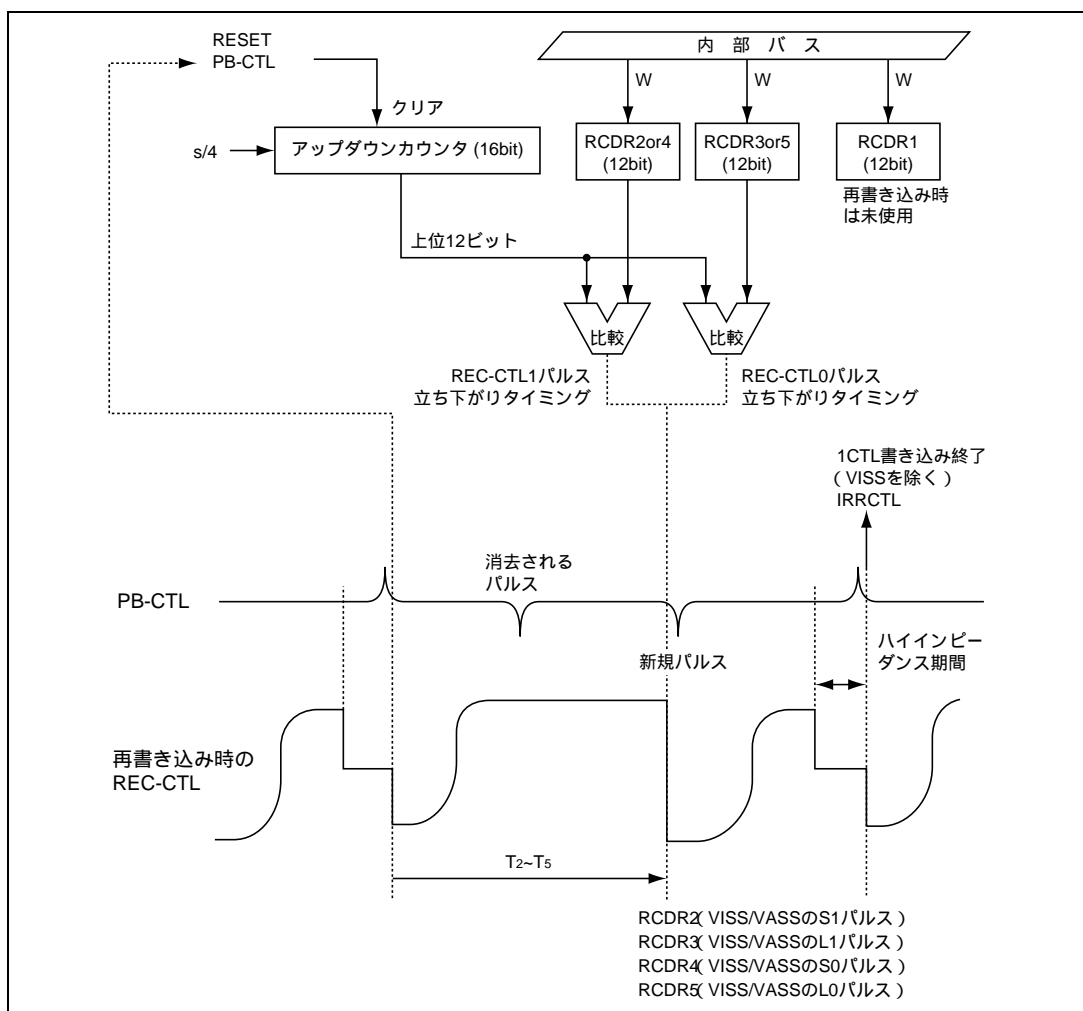 RESET
PB-CTL
内 部 バ ス
W
W
W
クリア
s/4
アップダウンカウンタ (16bit)
RCDR2or4
(12bit)
RCDR3or5
(12bit)
RCDR1
(12bit)
再書き込み時
は未使用
上位12ビット
比較
比較
REC-CTL1パルス
立ち下がりタイミング
REC-CTL0パルス
立ち下がりタイミング
1CTL書き込み終了
( VISSを除く )
IRRCTL
消去される
パルス
PB-CTL
新規パルス
ハイインピー
ダンス期間
再書き込み時の
REC-CTL
T2~T5
RCDR2( VISS/VASSのS1パルス )
RCDR3( VISS/VASSのL1パルス )
RCDR4( VISS/VASSのS0パルス )
RCDR5( VISS/VASSのL0パルス )